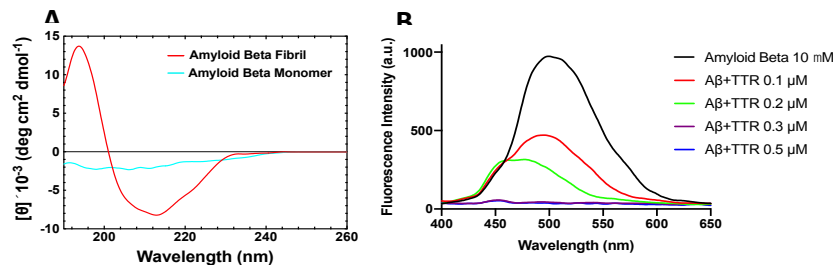 A
15
10
5
0
-5
-10
[θ]´10⁻³ (deg cm² dmol⁻¹)
200
220
240
260
Wavelength (nm)
Amyloid Beta Fibril
Amyloid Beta Monomer
B
1000
500
0
Fluorescence Intensity (a.u.)
400
450
500
550
600
650
Wavelength (nm)
Amyloid Beta 10 mM
Aβ+TTR 0.1 µM
Aβ+TTR 0.2 µM
Aβ+TTR 0.3 µM
Aβ+TTR 0.5 µM